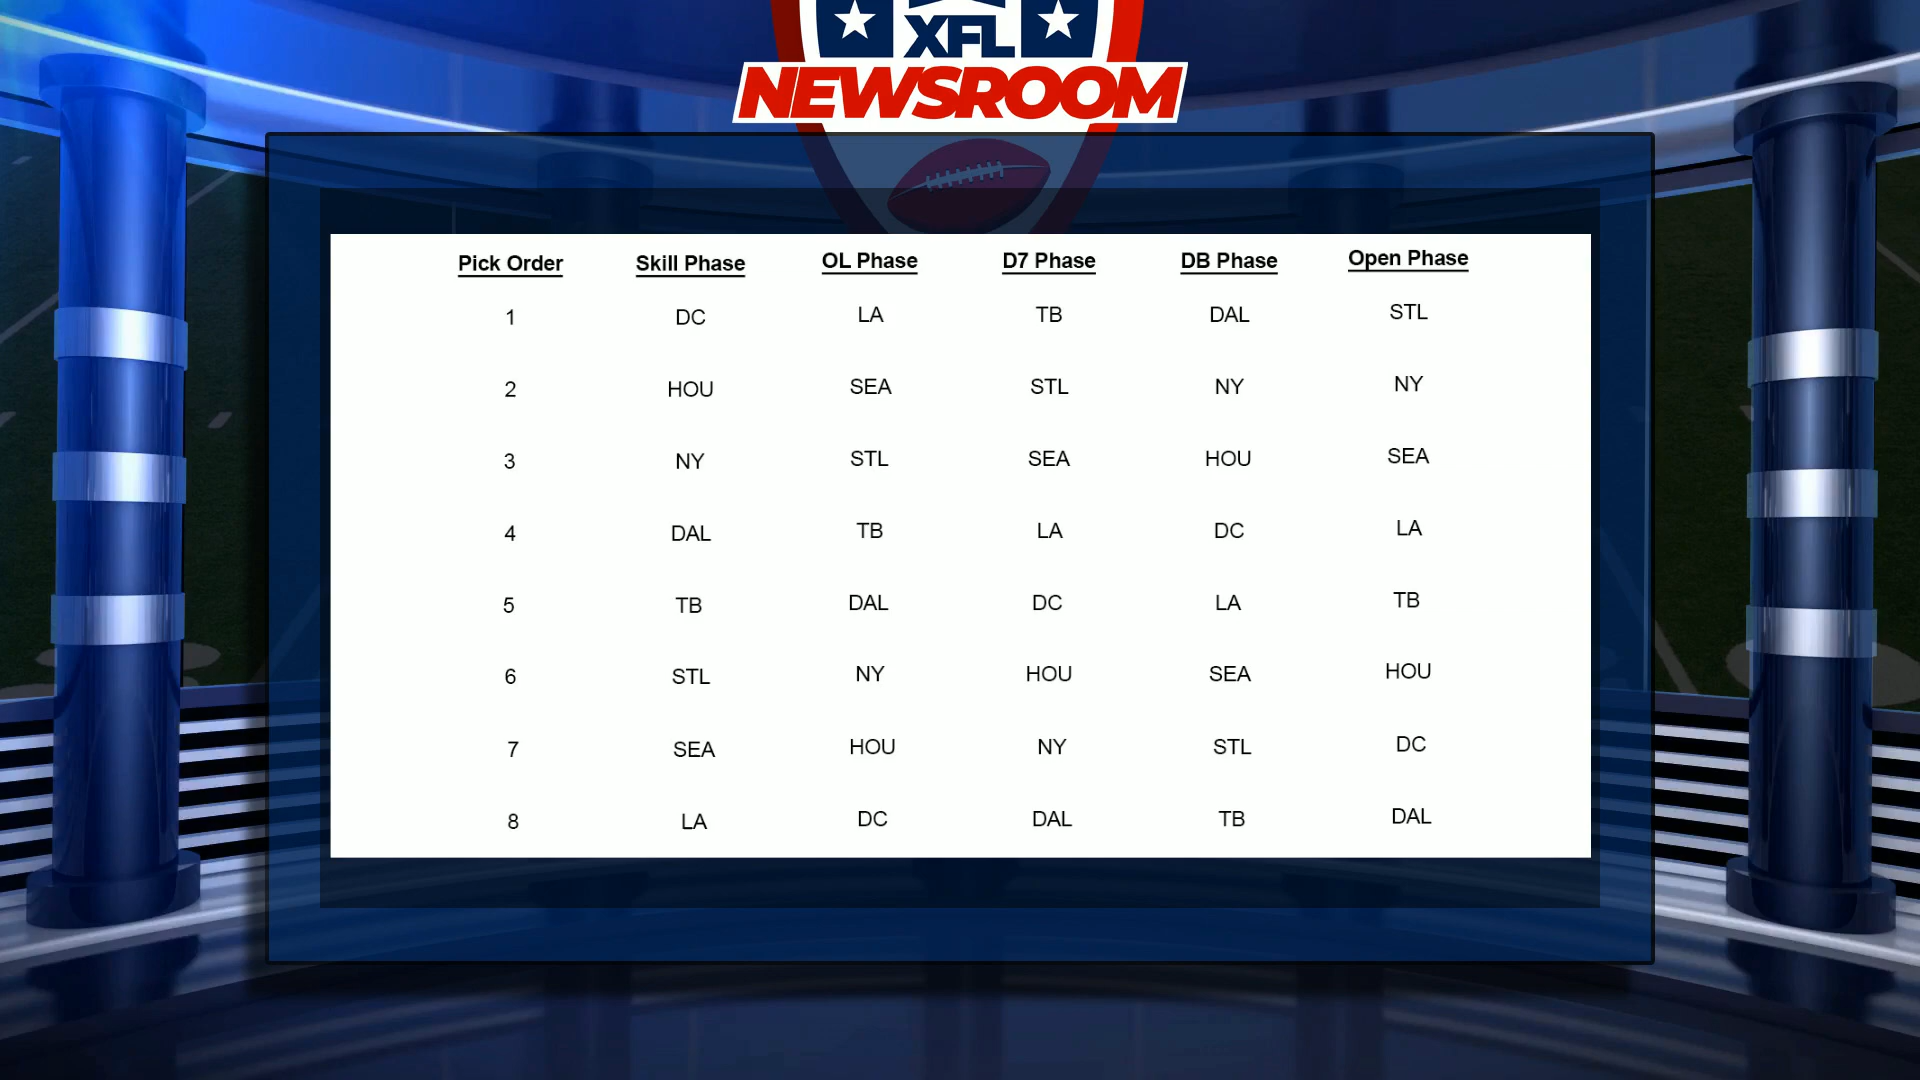 XFL
NEWSROOM
Pick Order Skill Phase OL Phase D7 Phase DB Phase Open Phase
1 DC LA TB DAL STL
2 HOU SEA STL NY NY
3 NY STL SEA HOU SEA
4 DAL TB LA DC LA
5 TB DAL DC LA TB
6 STL NY HOU SEA HOU
7 SEA HOU NY STL DC
8 LA DC DAL TB DAL